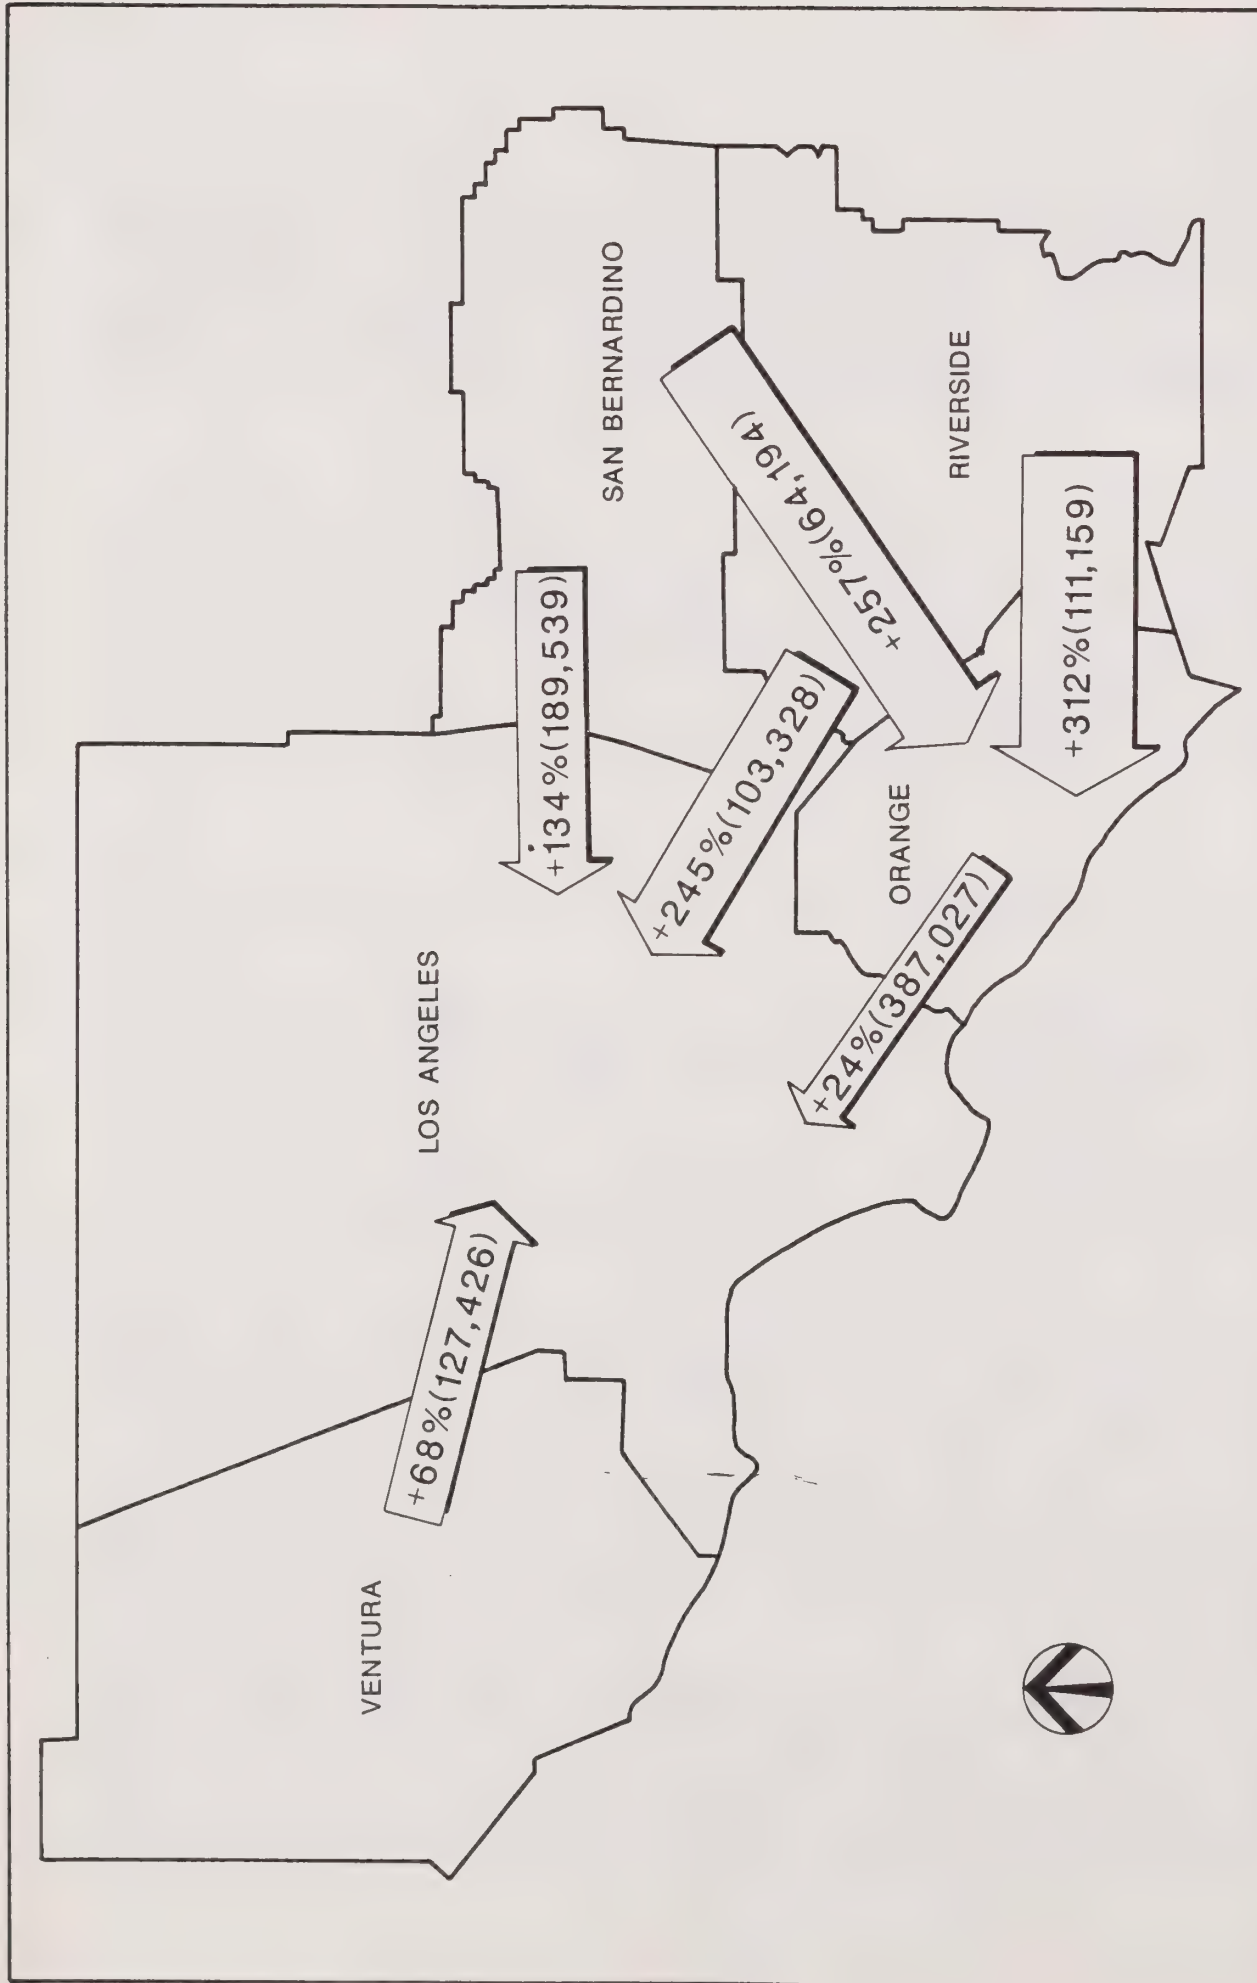 VENTURA
+68%(127,426)
LOS ANGELES
+134%(189,539)
SAN BERNARDINO
+245%(103,328)
+257%(64,194)
ORANGE
RIVERSIDE
+24%(387,027)
+312%(111,159)